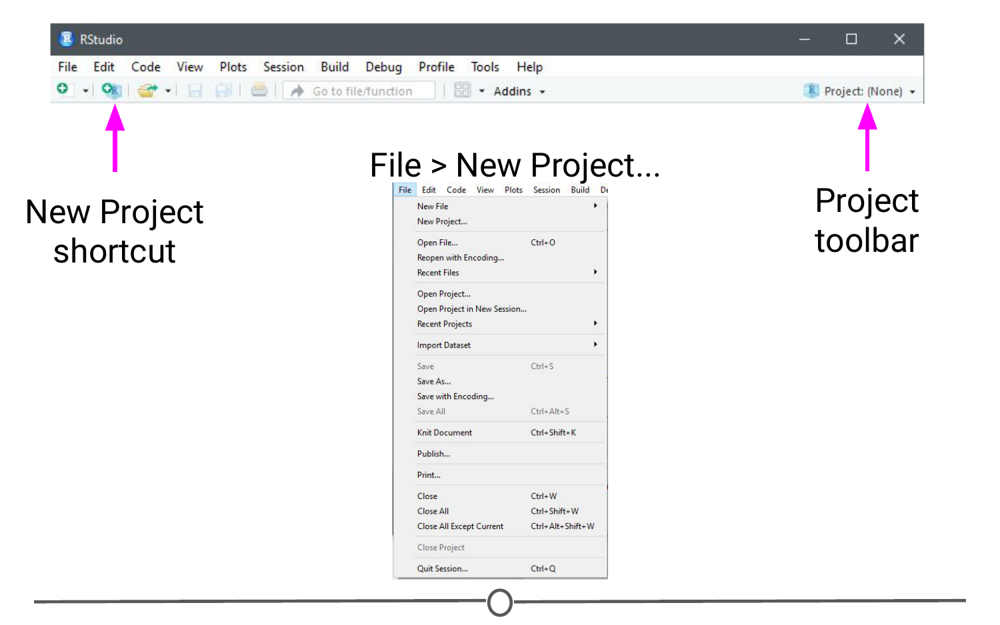 RStudio
File Edit Code View Plots Session Build Debug Profile Tools Help
Go to file/function Addins Project: (None)
New Project
shortcut
File > New Project...
Project
toolbar
File Edit Code View Plots Session Build
New File
New Project...
Open File... Ctrl+O
Reopen with Encoding...
Recent Files
Open Project...
Open Project in New Session...
Recent Projects
Import Dataset
Save Ctrl+S
Save As...
Save with Encoding...
Save All Ctrl+Alt+S
Knit Document Ctrl+Shift+K
Publish...
Print...
Close Ctrl+W
Close All Ctrl+Shift+W
Close All Except Current Ctrl+Alt+Shift+W
Close Project
Quit Session... Ctrl+Q